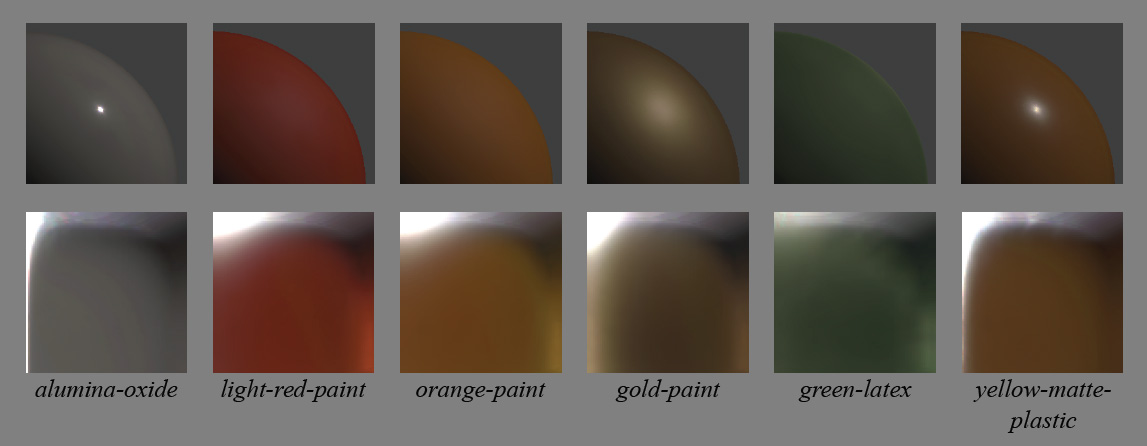 alumina-oxide
light-red-paint
orange-paint
gold-paint
green-latex
yellow-matte-
plastic